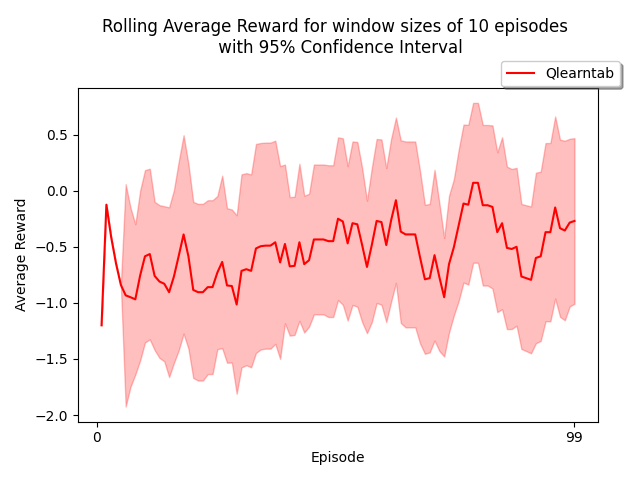 Rolling Average Reward for window sizes of 10 episodes
with 95% Confidence Interval
Qlearntab
Average Reward
0.5
0.0
−0.5
−1.0
−1.5
−2.0
0
99
Episode